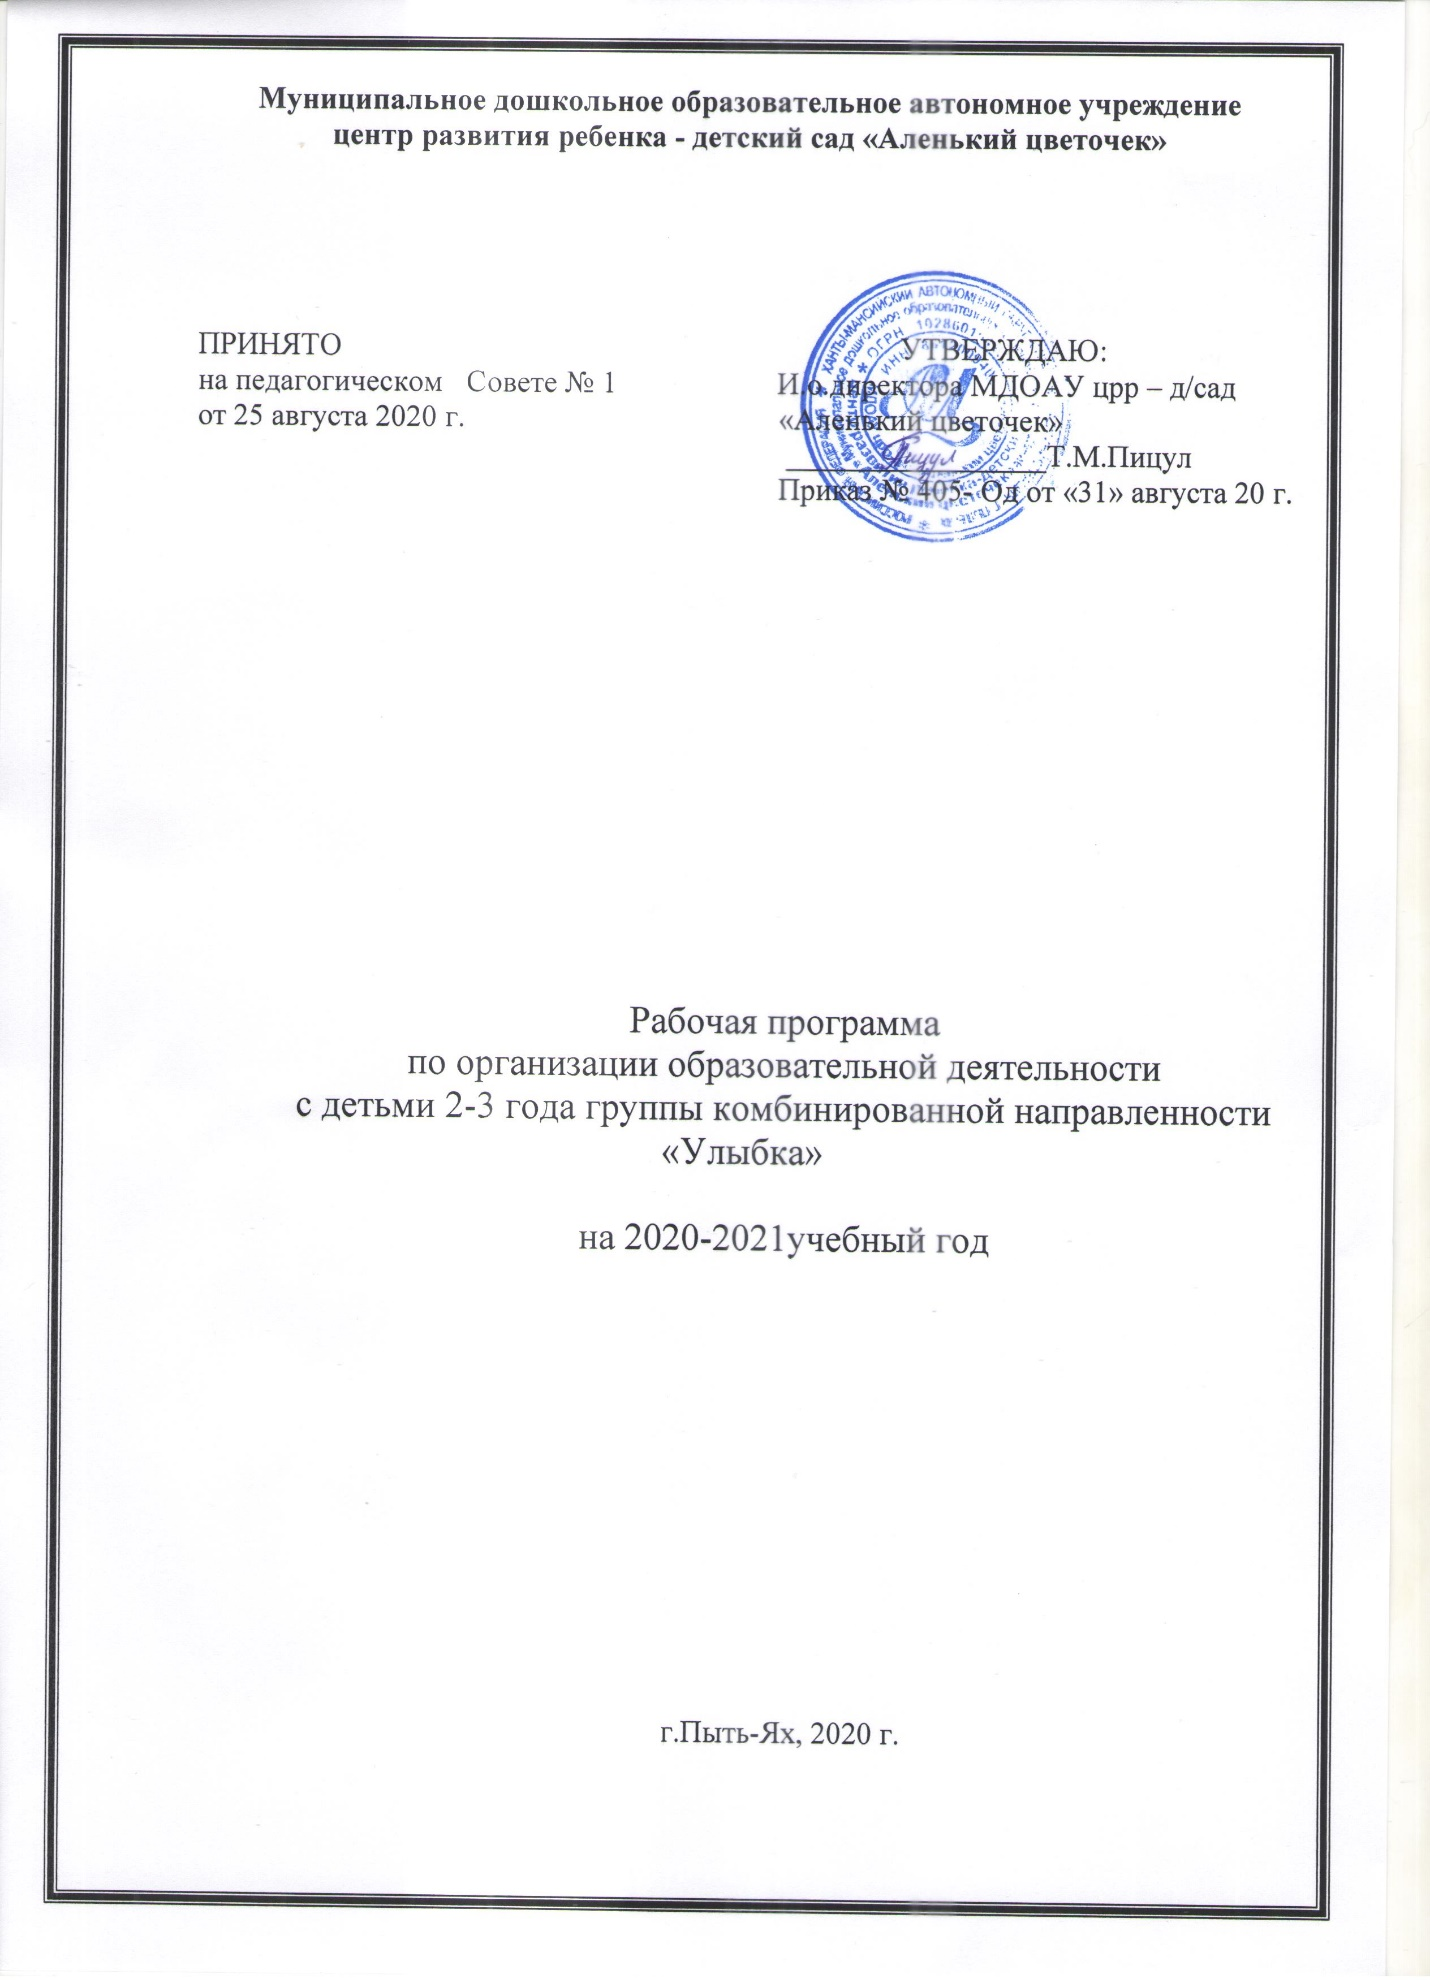 Муниципальное дошкольное образовательное автономное учреждение
центр развития ребенка - детский сад «Аленький цветочек»
ПРИНЯТО
на педагогическом Совете № 1
от 25 августа 2020 г.
УТВЕРЖДАЮ:
И.о.директора МДОАУ црр – д/сад
«Аленький цветочек»
__________________Т.М.Пицул
Приказ № 405- Од от «31» августа 20 г.
Рабочая программа
по организации образовательной деятельности
с детьми 2-3 года группы комбинированной направленности
«Улыбка»
на 2020-2021учебный год
г.Пыть-Ях, 2020 г.